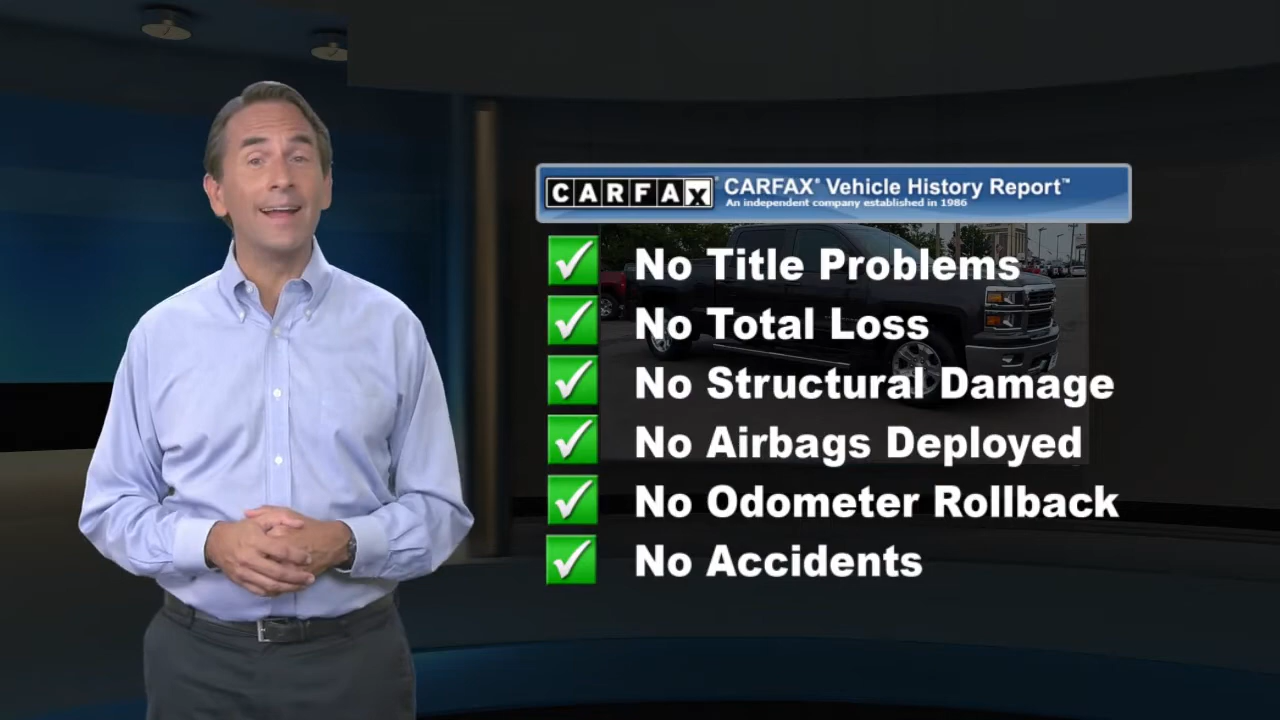 CARFAX® CARFAX® Vehicle History Report™
An independent company established in 1986
No Title Problems
No Total Loss
No Structural Damage
No Airbags Deployed
No Odometer Rollback
No Accidents